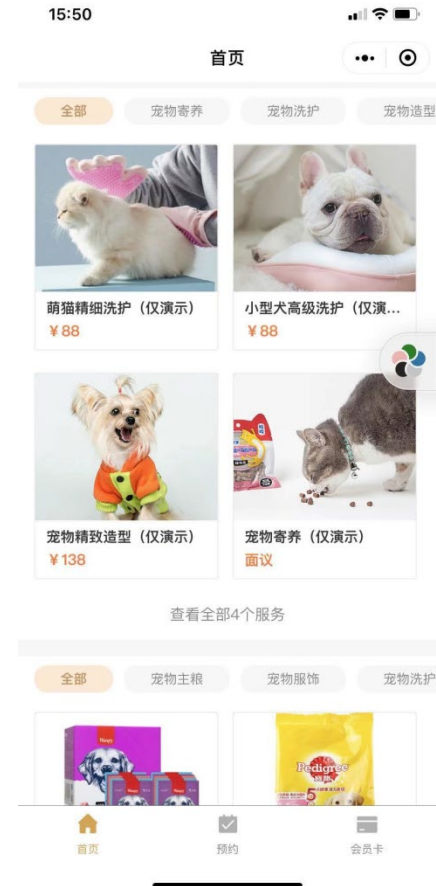 15:50
首页
全部
宠物寄养
宠物洗护
宠物造型
萌猫精细洗护（仅演示）
¥88
小型犬高级洗护（仅演...
¥88
宠物精致造型（仅演示）
¥138
宠物寄养（仅演示）
面议
查看全部4个服务
全部
宠物主粮
宠物服饰
宠物洗护
Pedigree
宝路
5
首页
预约
会员卡